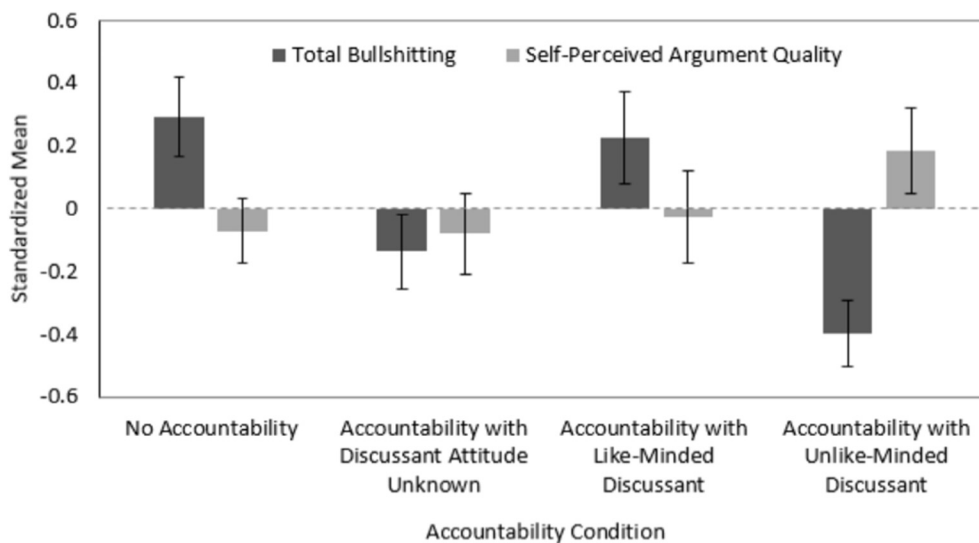 0.6
Total Bullshitting Self-Perceived Argument Quality
0.4
0.2
0
-0.2
-0.4
-0.6
Standardized Mean
No Accountability
Accountability with
Discussant Attitude
Unknown
Accountability with
Like-Minded
Discussant
Accountability with
Unlike-Minded
Discussant
Accountability Condition